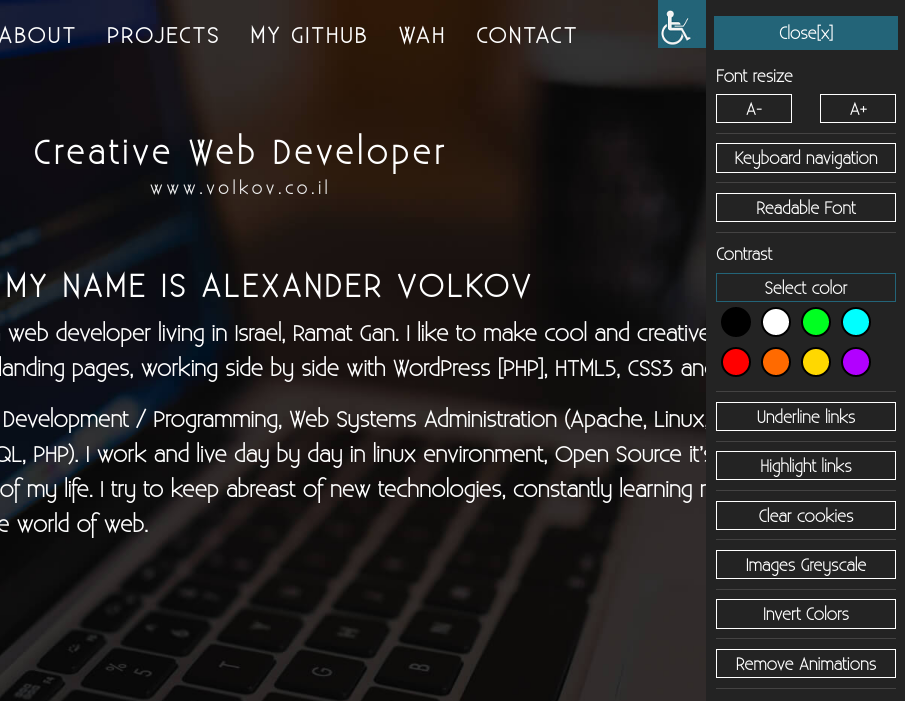 ABOUT PROJECTS MY GITHUB WAH CONTACT
Creative Web Developer
www.volkov.co.il
MY NAME IS ALEXANDER VOLKOV
web developer living in Israel, Ramat Gan. I like to make cool and creative
landing pages, working side by side with WordPress [PHP], HTML5, CSS3 and
Development / Programming, Web Systems Administration (Apache, Linux,
QL, PHP). I work and live day by day in linux environment, Open Source it's
of my life. I try to keep abreast of new technologies, constantly learning
e world of web.
Close[x]
Font resize
A- A+
Keyboard navigation
Readable Font
Contrast
Select color
Underline links
Highlight links
Clear cookies
Images Greyscale
Invert Colors
Remove Animations